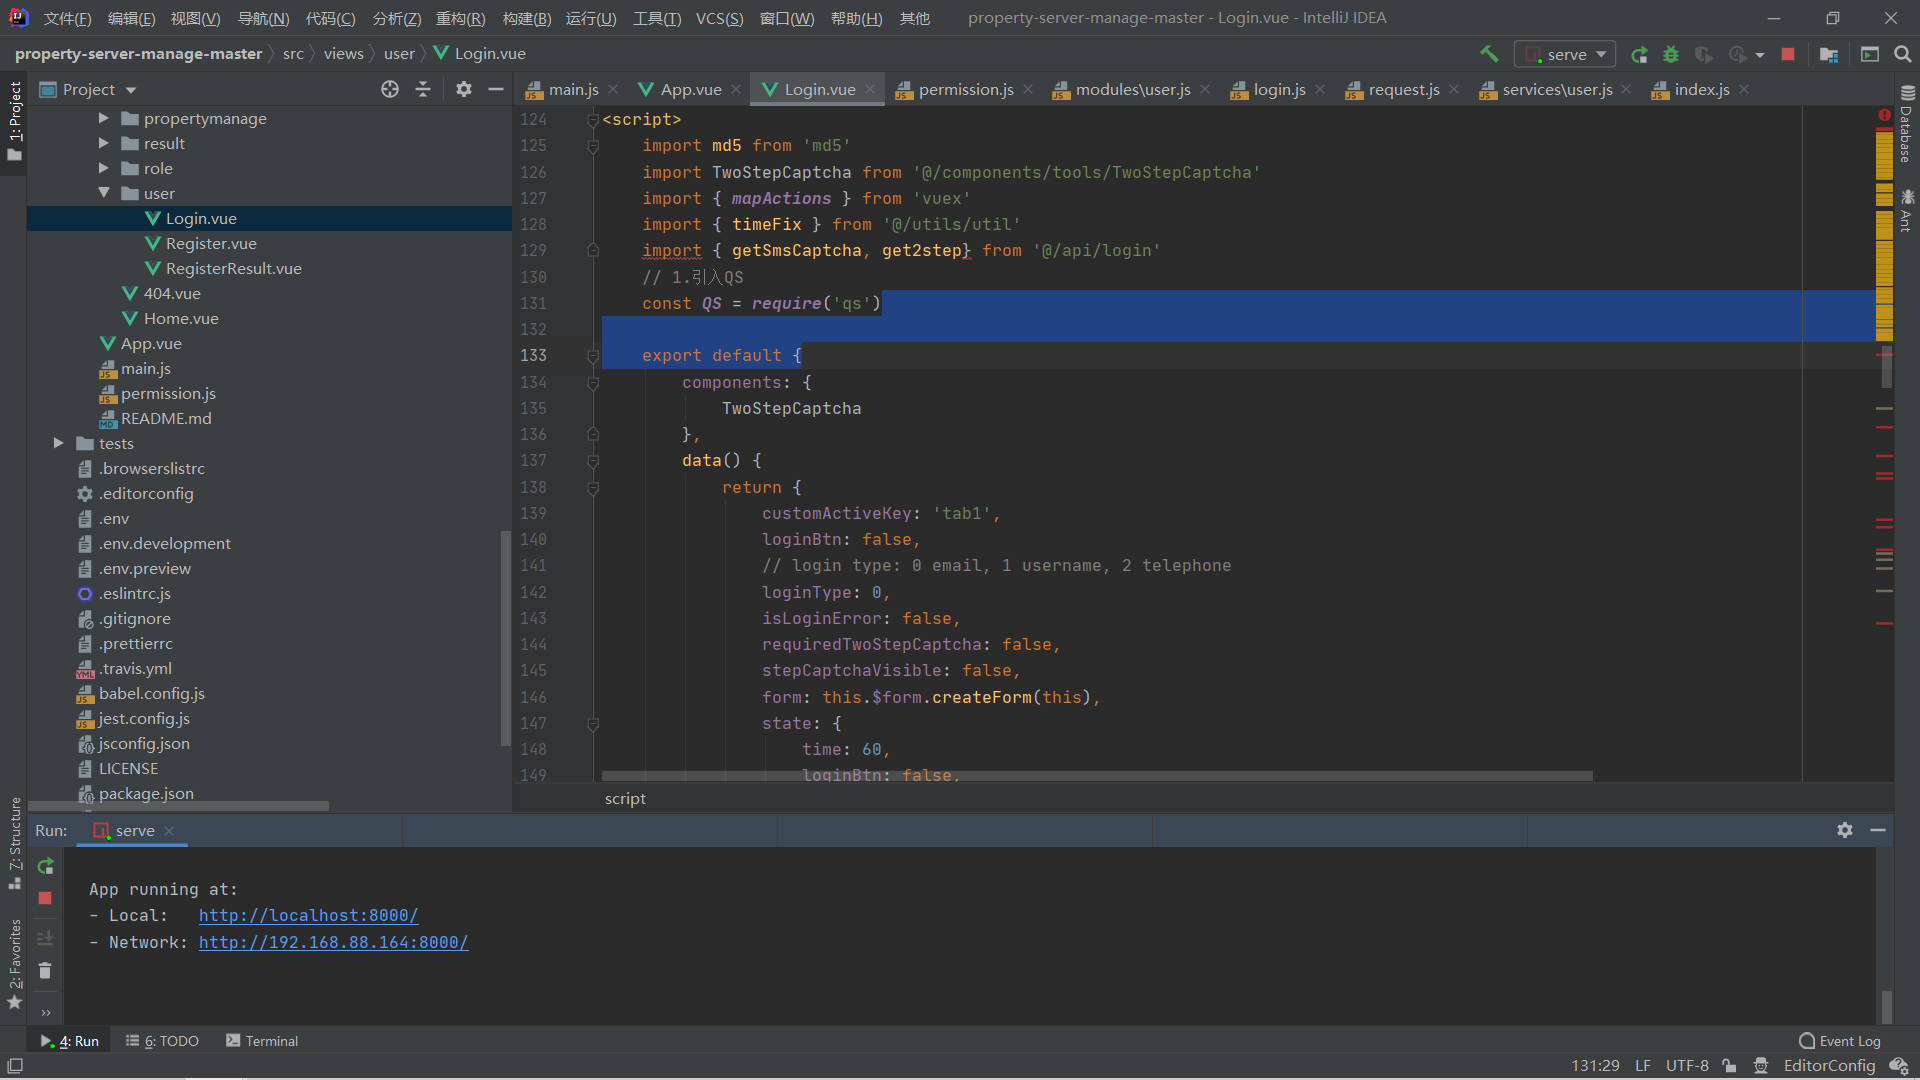 文件(F) 编辑(E) 视图(V) 导航(N) 代码(C) 分析(Z) 重构(R) 构建(B) 运行(U) 工具(T) VCS(S) 窗口(W) 帮助(H) 其他 property-server-manage-master - Login.vue - IntelliJ IDEA
property-server-manage-master src views user Login.vue serve
1: Project
Project
propertymanage
result
role
user
Login.vue
Register.vue
RegisterResult.vue
404.vue
Home.vue
App.vue
main.js
permission.js
README.md
tests
.browserslistrc
.editorconfig
.env
.env.development
.env.preview
.eslintrc.js
.gitignore
.prettierrc
.travis.yml
babel.config.js
jest.config.js
jsconfig.json
LICENSE
package.json
main.js App.vue Login.vue permission.js modules\user.js login.js request.js services\user.js index.js
124 <script>
125 import md5 from 'md5'
126 import TwoStepCaptcha from '@/components/tools/TwoStepCaptcha'
127 import { mapActions } from 'vuex'
128 import { timeFix } from '@/utils/util'
129 import { getSmsCaptcha, get2step} from '@/api/login'
130 // 1.引入QS
131 const QS = require('qs')
132
133 export default {
134 components: {
135 TwoStepCaptcha
136 },
137 data() {
138 return {
139 customActiveKey: 'tab1',
140 loginBtn: false,
141 // login type: 0 email, 1 username, 2 telephone
142 loginType: 0,
143 isLoginError: false,
144 requiredTwoStepCaptcha: false,
145 stepCaptchaVisible: false,
146 form: this.$form.createForm(this),
147 state: {
148 time: 60,
149 loginBtn: false,
script
Database
Ant
Z: Structure
2: Favorites
Run: serve
App running at:
- Local: http://localhost:8000/
- Network: http://192.168.88.164:8000/
4: Run 6: TODO Terminal Event Log
131:29 LF UTF-8 EditorConfig